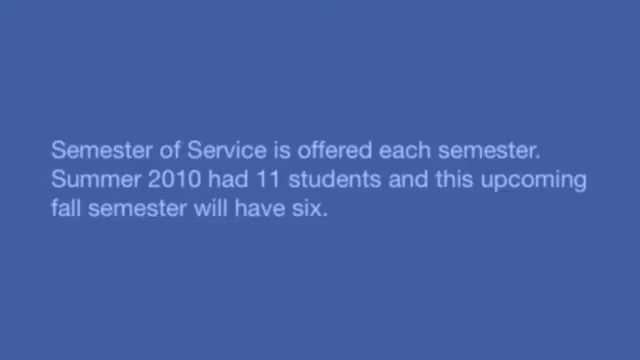 Semester of Service is offered each semester.
Summer 2010 had 11 students and this upcoming
fall semester will have six.